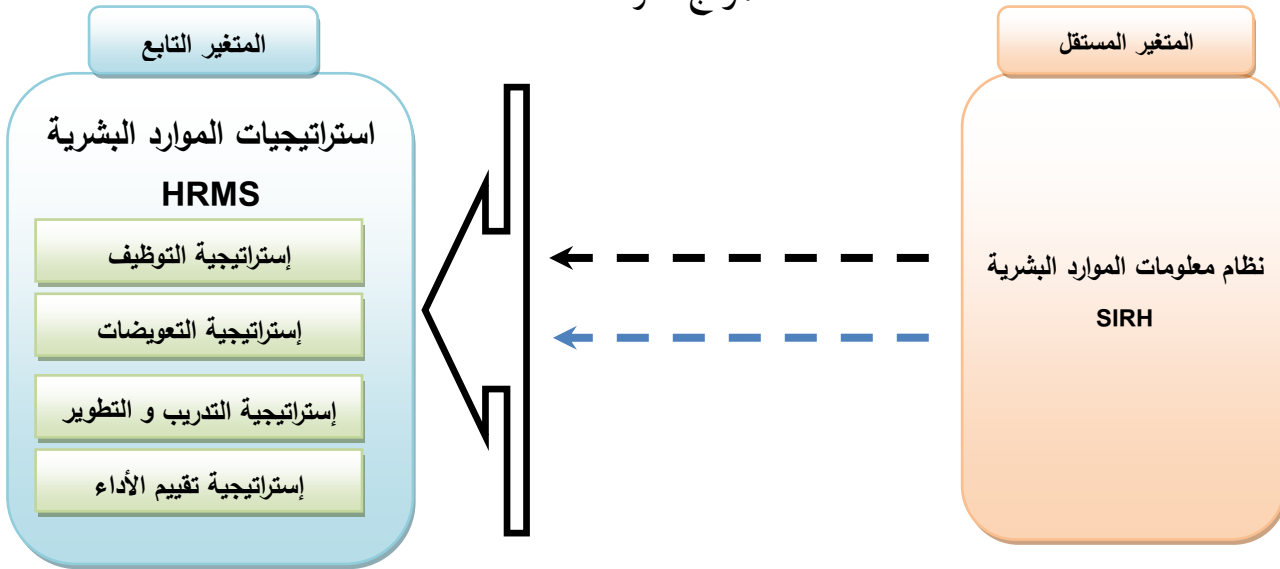 المتغير المستقل
نظام معلومات الموارد البشرية
SIRH
المتغير التابع
استراتيجيات الموارد البشرية
HRMS
إستراتيجية التوظيف
إستراتيجية التعويضات
إستراتيجية التدريب و التطوير
إستراتيجية تقييم الأداء